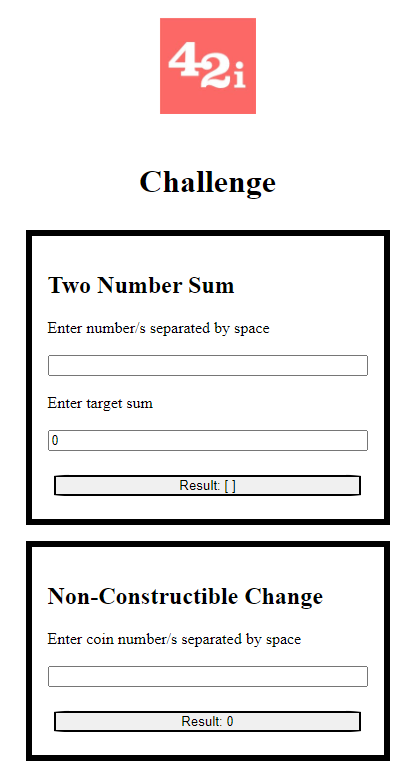 42i
Challenge
Two Number Sum
Enter number/s separated by space
Enter target sum
0
Result: [ ]
Non-Constructible Change
Enter coin number/s separated by space
Result: 0